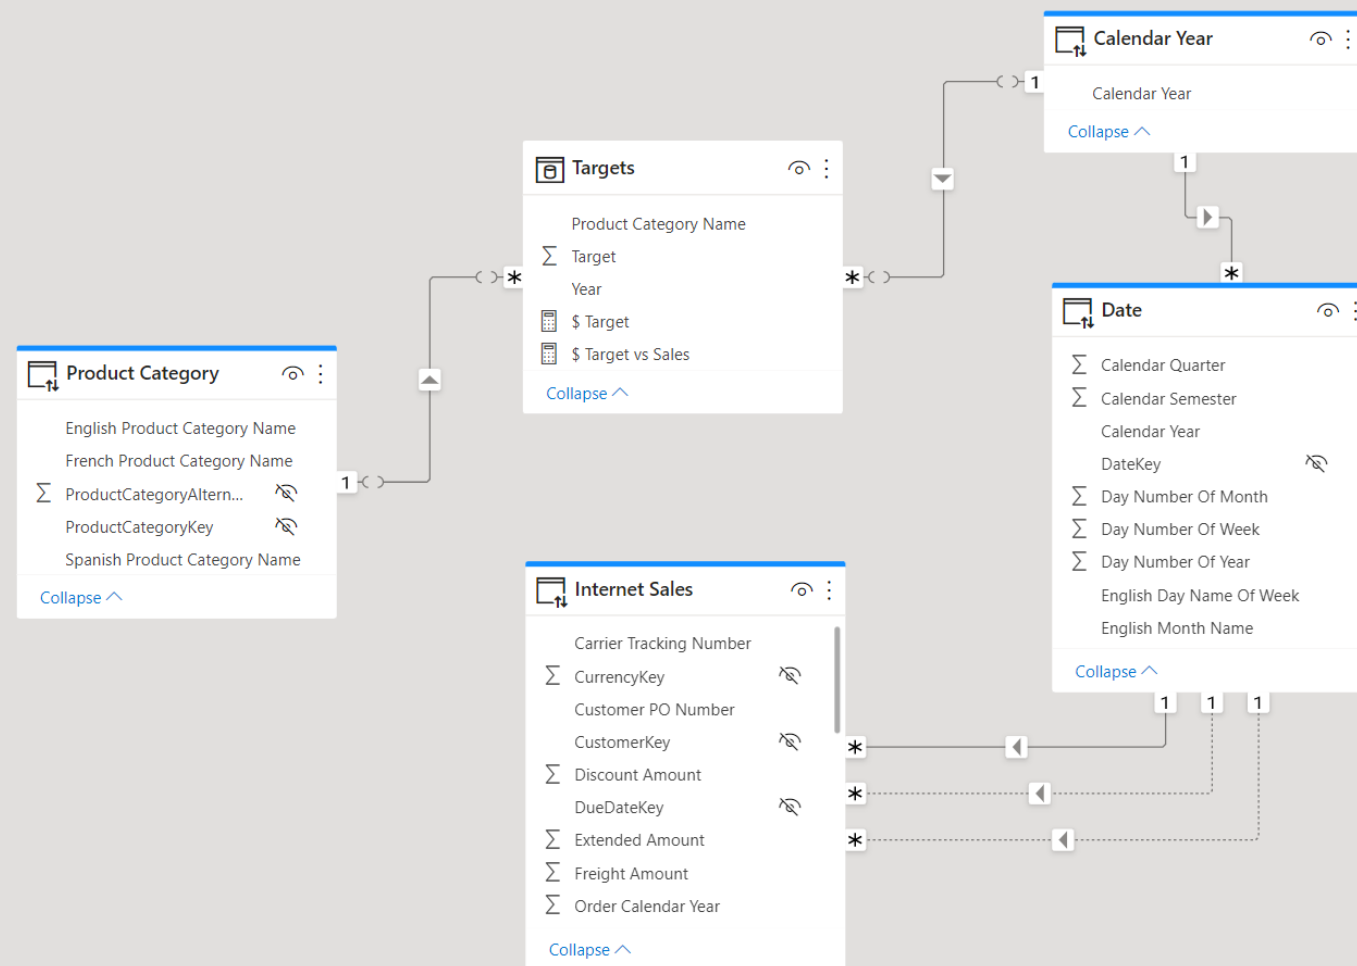 Calendar Year
Calendar Year
Collapse
1
1
*
Targets
Product Category Name
Σ Target
Year
$ Target
$ Target vs Sales
Collapse
*
*
Product Category
English Product Category Name
French Product Category Name
Σ ProductCategoryAltern...
ProductCategoryKey
Spanish Product Category Name
Collapse
1
Date
Σ Calendar Quarter
Σ Calendar Semester
Calendar Year
DateKey
Σ Day Number Of Month
Σ Day Number Of Week
Σ Day Number Of Year
English Day Name Of Week
English Month Name
Collapse
1 1 1
Internet Sales
Carrier Tracking Number
Σ CurrencyKey
Customer PO Number
CustomerKey
Σ Discount Amount
DueDateKey
Σ Extended Amount
Σ Freight Amount
Σ Order Calendar Year
Collapse
*
*
*